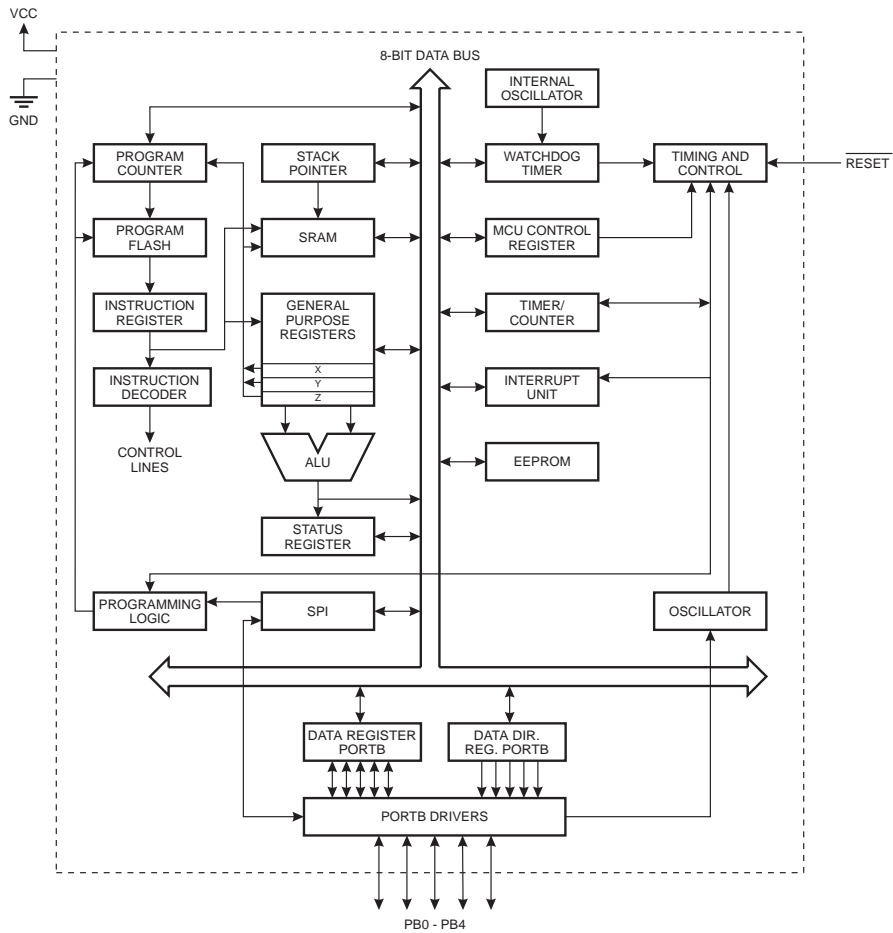 VCC
GND
8-BIT DATA BUS
INTERNAL
OSCILLATOR
PROGRAM
COUNTER
STACK
POINTER
WATCHDOG
TIMER
TIMING AND
CONTROL
RESET
PROGRAM
FLASH
SRAM
MCU CONTROL
REGISTER
INSTRUCTION
REGISTER
GENERAL
PURPOSE
REGISTERS
X
Y
Z
TIMER/
COUNTER
INSTRUCTION
DECODER
INTERRUPT
UNIT
CONTROL
LINES
ALU
EEPROM
STATUS
REGISTER
PROGRAMMING
LOGIC
SPI
OSCILLATOR
DATA REGISTER
PORTB
DATA DIR.
REG. PORTB
PORTB DRIVERS
PB0 - PB4